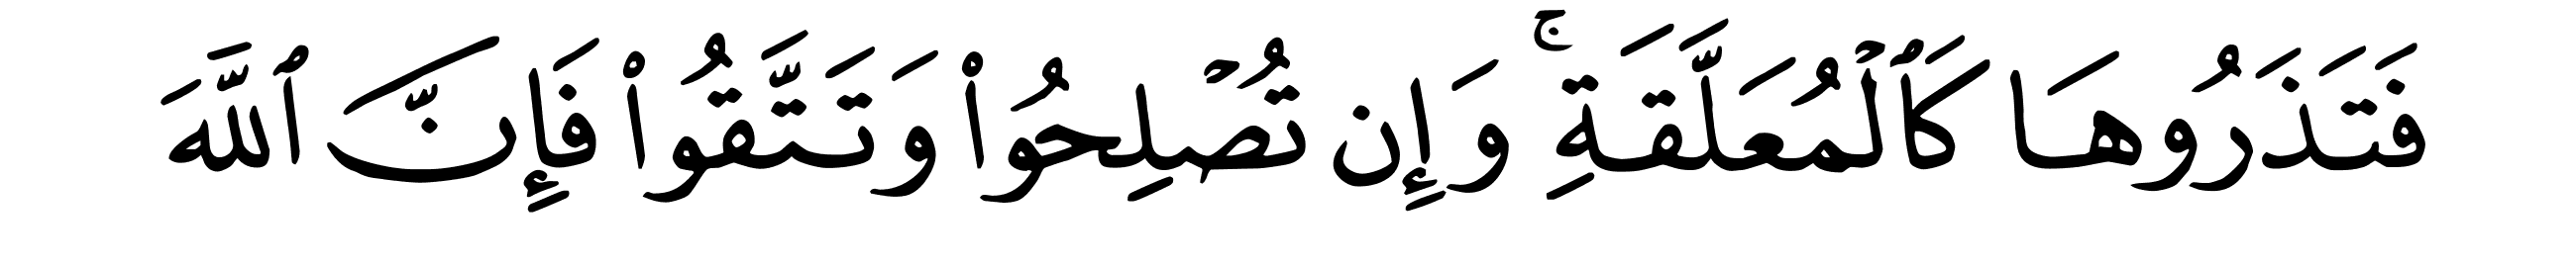 فَتَذَرُوهَا كَٱلْمُعَلَّقَةِ ۚ وَإِن تُصْلِحُوا۟ وَتَتَّقُوا۟ فَإِنَّ ٱللَّهَ